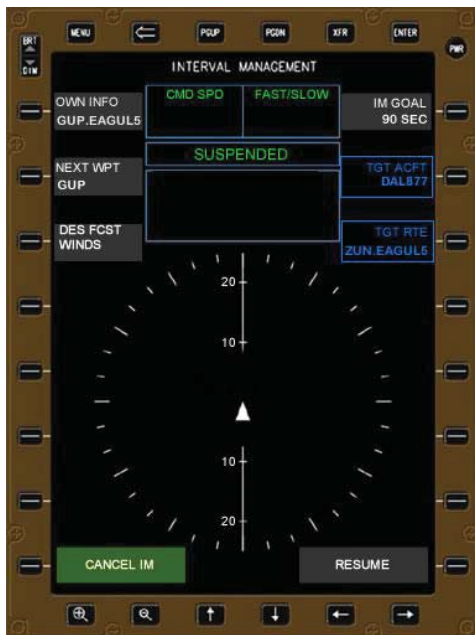 BRT
DIM
MENU
PGUP
PGDN
XFR
ENTER
PWR
INTERVAL MANAGEMENT
OWN INFO
GUP.EAGUL5
CMD SPD
FAST/SLOW
IM GOAL
90 SEC
NEXT WPT
GUP
SUSPENDED
TGT ACFT
DAL877
DES FCST
WINDS
TGT RTE
ZUN.EAGUL5
20
10
10
20
CANCEL IM
RESUME